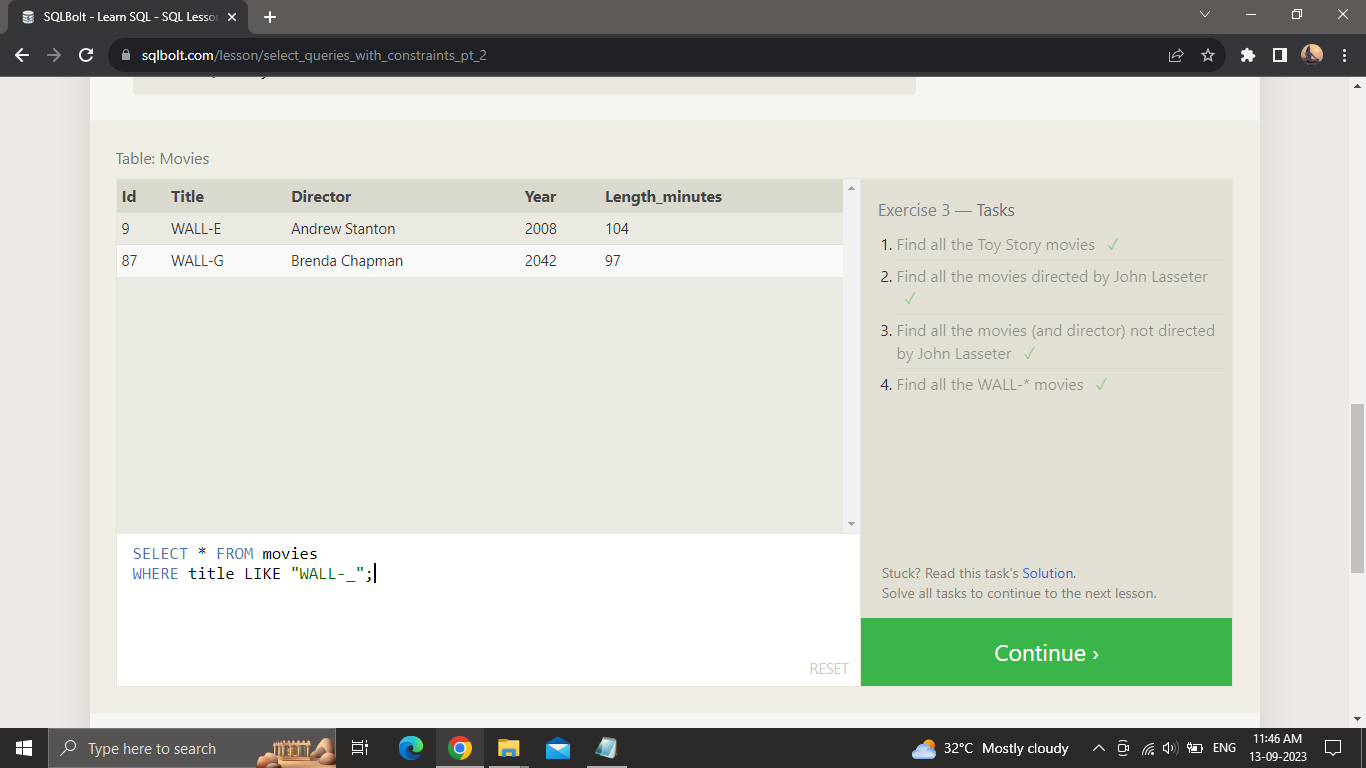 SQLBolt - Learn SQL - SQL Lesso
sqlbolt.com/lesson/select_queries_with_constraints_pt_2
Table: Movies
Id Title Director Year Length_minutes
9 WALL-E Andrew Stanton 2008 104
87 WALL-G Brenda Chapman 2042 97
Exercise 3 — Tasks
1. Find all the Toy Story movies ✓
2. Find all the movies directed by John Lasseter
✓
3. Find all the movies (and director) not directed
by John Lasseter ✓
4. Find all the WALL-* movies ✓
SELECT * FROM movies
WHERE title LIKE "WALL-_";
RESET
Stuck? Read this task's Solution.
Solve all tasks to continue to the next lesson.
Continue ›
Type here to search
32°C Mostly cloudy
ENG
11:46 AM
13-09-2023